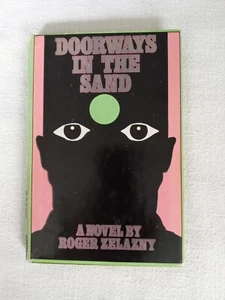 DOORWAYS
IN THE
SAND
A NOVEL BY
ROGER ZELAZNY